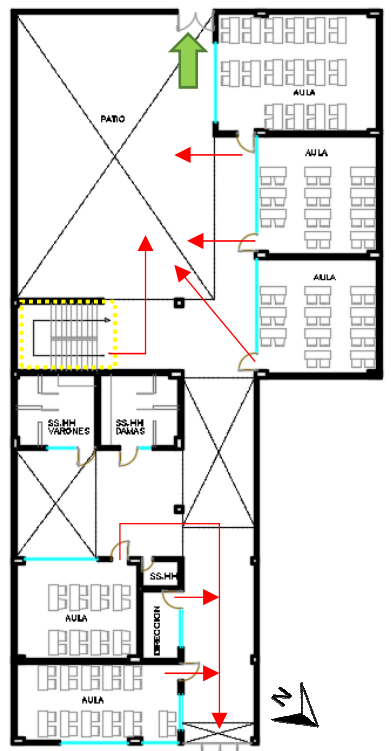 AULA
PATIO
AULA
AULA
SS.HH
VARONES
SS.HH
DAMAS
SS.HH
AULA
DIRECCION
AULA
N